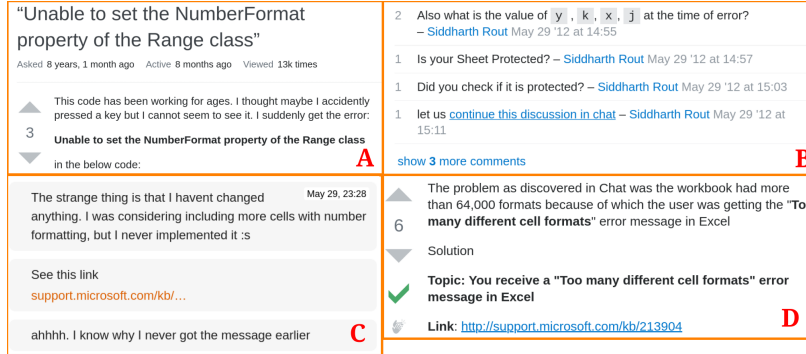 “Unable to set the NumberFormat
property of the Range class”
Asked 8 years, 1 month ago Active 8 months ago Viewed 13k times
This code has been working for ages. I thought maybe I accidently
pressed a key but I cannot seem to see it. I suddenly get the error:
3
Unable to set the NumberFormat property of the Range class
in the below code:
A
2 Also what is the value of y , k , x , j at the time of error?
– Siddharth Rout May 29 '12 at 14:55
1 Is your Sheet Protected? – Siddharth Rout May 29 '12 at 14:57
1 Did you check if it is protected? – Siddharth Rout May 29 '12 at 15:03
1 let us continue this discussion in chat – Siddharth Rout May 29 '12 at
15:11
show 3 more comments
B
The strange thing is that I havent changed
May 29, 23:28
anything. I was considering including more cells with number
formatting, but I never implemented it :s
See this link
support.microsoft.com/kb/…
ahhhh. I know why I never got the message earlier
C
The problem as discovered in Chat was the workbook had more
than 64,000 formats because of which the user was getting the "To
6
many different cell formats" error message in Excel
Solution
Topic: You receive a "Too many different cell formats" error
message in Excel
Link: http://support.microsoft.com/kb/213904
D